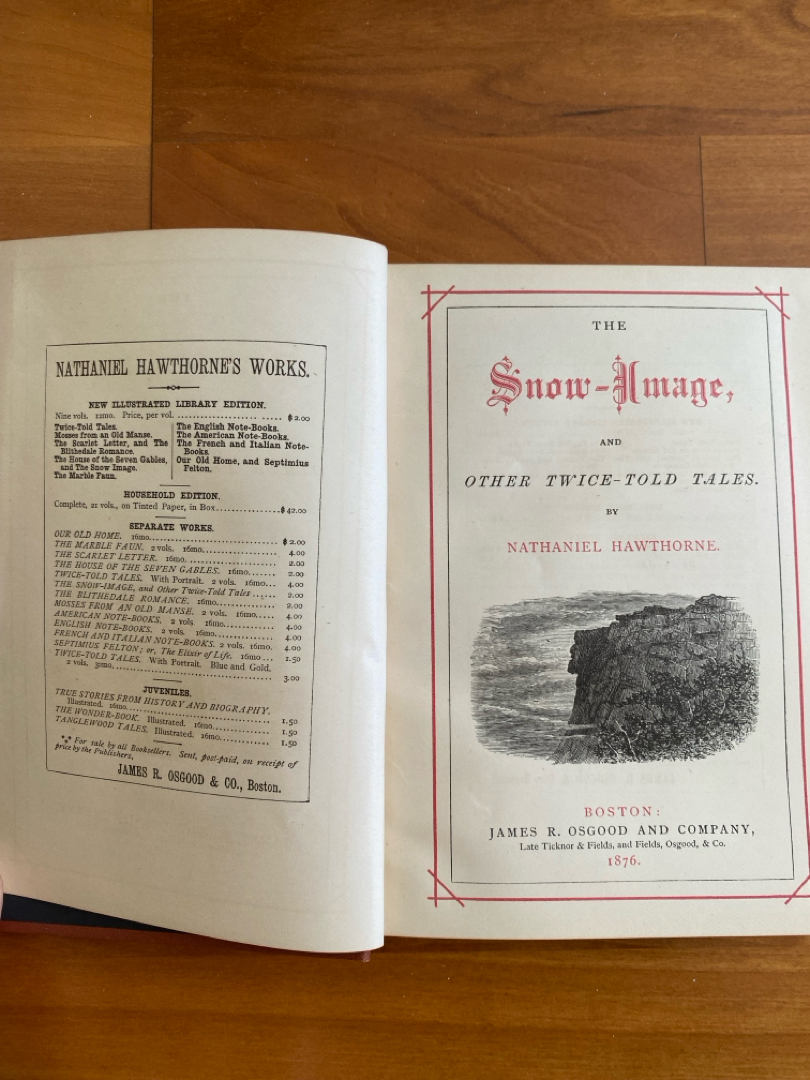 NATHANIEL HAWTHORNE'S WORKS.
NEW ILLUSTRATED LIBRARY EDITION.
Nine vols. 12mo. Price, per vol. . . . . . . . . . . . . . . . . . . . . . . . . . . $2.00
Twice-Told Tales.
Mosses from an Old Manse.
The Scarlet Letter, and The
Blithedale Romance.
The House of the Seven Gables,
and The Snow Image.
The Marble Faun.
The English Note-Books.
The American Note-Books.
The French and Italian Note-
Books.
Our Old Home, and Septimius
Felton.
HOUSEHOLD EDITION.
Complete, 21 vols., on Tinted Paper, in Box . . . . . . . . . . . . . . . $42.00
SEPARATE WORKS.
OUR OLD HOME. 16mo. . . . . . . . . . . . . . . . . . . . . . . $2.00
THE MARBLE FAUN. 2 vols. 16mo. . . . . . . . . . . . . . . . 4.00
THE SCARLET LETTER. 16mo. . . . . . . . . . . . . . . . . . . 2.00
THE HOUSE OF THE SEVEN GABLES. 16mo. . . . . . . 2.00
TWICE-TOLD TALES. With Portrait. 2 vols. 16mo. . . . 4.00
THE SNOW-IMAGE, and Other Twice-Told Tales . . . . . . 2.00
THE BLITHEDALE ROMANCE. 16mo. . . . . . . . . . . . . . 2.00
MOSSES FROM AN OLD MANSE. 2 vols. 16mo. . . . . 4.00
AMERICAN NOTE-BOOKS. 2 vols. 16mo. . . . . . . . . . . 4.00
ENGLISH NOTE-BOOKS. 2 vols. 16mo. . . . . . . . . . . . . 4.00
FRENCH AND ITALIAN NOTE-BOOKS. 2 vols. 16mo. 4.00
SEPTIMIUS FELTON; or, The Elixir of Life. 16mo . . . 1.50
TWICE-TOLD TALES. With Portrait. Blue and Gold.
2 vols. 32mo. . . . . . . . . . . . . . . . . . . . . . . . . . . . . . 3.00
JUVENILES.
TRUE STORIES FROM HISTORY AND BIOGRAPHY.
Illustrated. 16mo. . . . . . . . . . . . . . . . . . . . . . . . . . . 1.50
THE WONDER-BOOK. Illustrated. 16mo. . . . . . . . . . . . 1.50
TANGLEWOOD TALES. Illustrated. 16mo. . . . . . . . . . . 1.50
*** For sale by all Booksellers. Sent, post-paid, on receipt of
price by the Publishers,
JAMES R. OSGOOD & CO., Boston.
THE
Snow-Image,
AND
OTHER TWICE-TOLD TALES.
BY
NATHANIEL HAWTHORNE.
BOSTON:
JAMES R. OSGOOD AND COMPANY,
Late Ticknor & Fields, and Fields, Osgood, & Co.
1876.